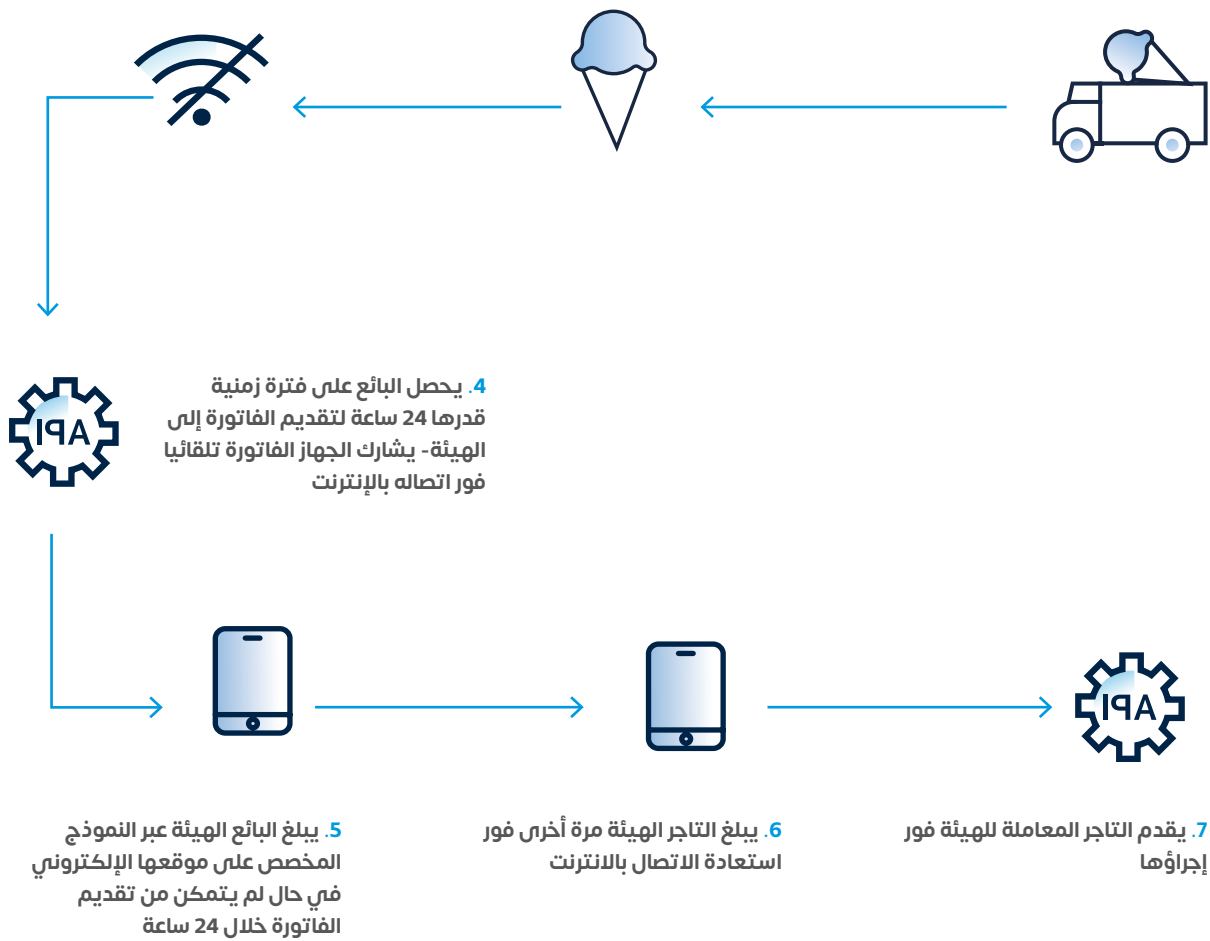 4. يحصل البائع على فترة زمنية
قدرها 24 ساعة لتقديم الفاتورة إلى
الهيئة- يشارك الجهاز الفاتورة تلقائيا
فور اتصاله بالإنترنت
API
5. يبلغ البائع الهيئة عبر النموذج
المخصص على موقعها الإلكتروني
في حال لم يتمكن من تقديم
الفاتورة خلال 24 ساعة
6. يبلغ التاجر الهيئة مرة أخرى فور
استعادة الاتصال بالانترنت
API
7. يقدم التاجر المعاملة للهيئة فور
إجراؤها